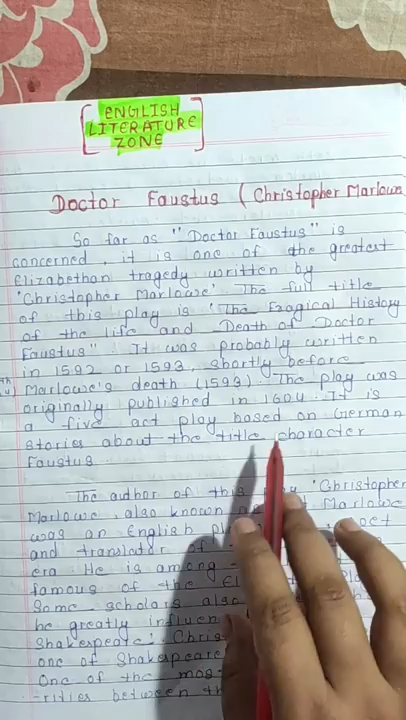 ENGLISH
LITERATURE
ZONE
Doctor Faustus (Christopher Marlowe
So far as "Doctor Faustus" is
concerned, it is one of the greatest
Elizabethan tragedy written by
'Christopher Marlowe' The full title
of this play is "The Tragical History
of the life and Death of Doctor
Faustus". It was probably written
in 1592 or 1593, shortly before
Marlowe's death (1593). The play was
originally published in 1604. It is
a five act play based on German
stories about the title character
Faustus
The author of this 'Christopher
Marlowe, also known as Marlowe
was an English
and translator of
era. He is among
famous of the
Some scholars also
be greatly
Shakespeare.
one of Shakespeare
One of the
-rities between